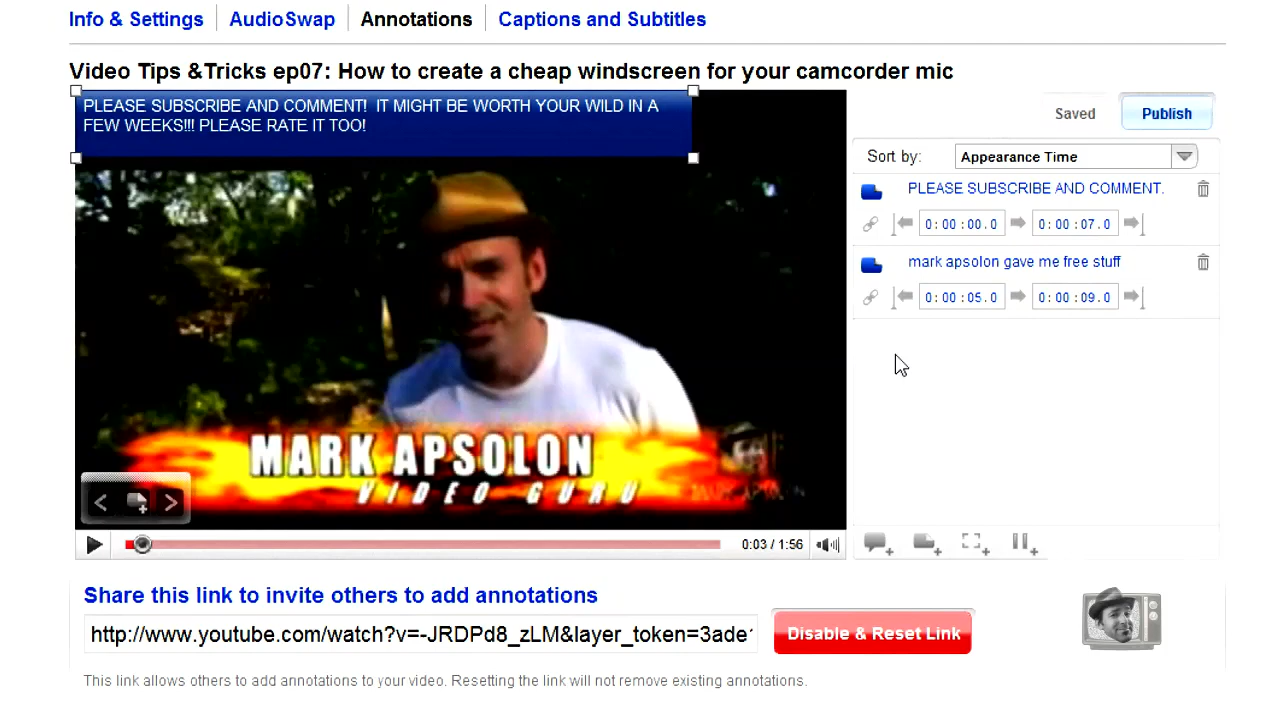 Info & Settings AudioSwap Annotations Captions and Subtitles
Video Tips &Tricks ep07: How to create a cheap windscreen for your camcorder mic
PLEASE SUBSCRIBE AND COMMENT! IT MIGHT BE WORTH YOUR WILD IN A
FEW WEEKS!!! PLEASE RATE IT TOO!
Saved Publish
Sort by: Appearance Time
PLEASE SUBSCRIBE AND COMMENT.
0:00:00.0 0:00:07.0
mark apsolon gave me free stuff
0:00:05.0 0:00:09.0
MARK APSOLON
VIDEO GURU
0:03 / 1:56
Share this link to invite others to add annotations
http://www.youtube.com/watch?v=-JRDPd8_zLM&layer_token=3ade
Disable & Reset Link
This link allows others to add annotations to your video. Resetting the link will not remove existing annotations.